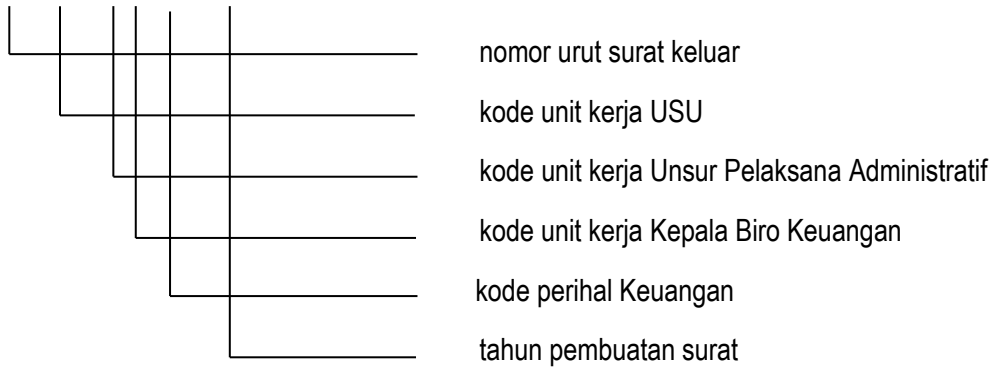 nomor urut surat keluar
kode unit kerja USU
kode unit kerja Unsur Pelaksana Administratif
kode unit kerja Kepala Biro Keuangan
kode perihal Keuangan
tahun pembuatan surat